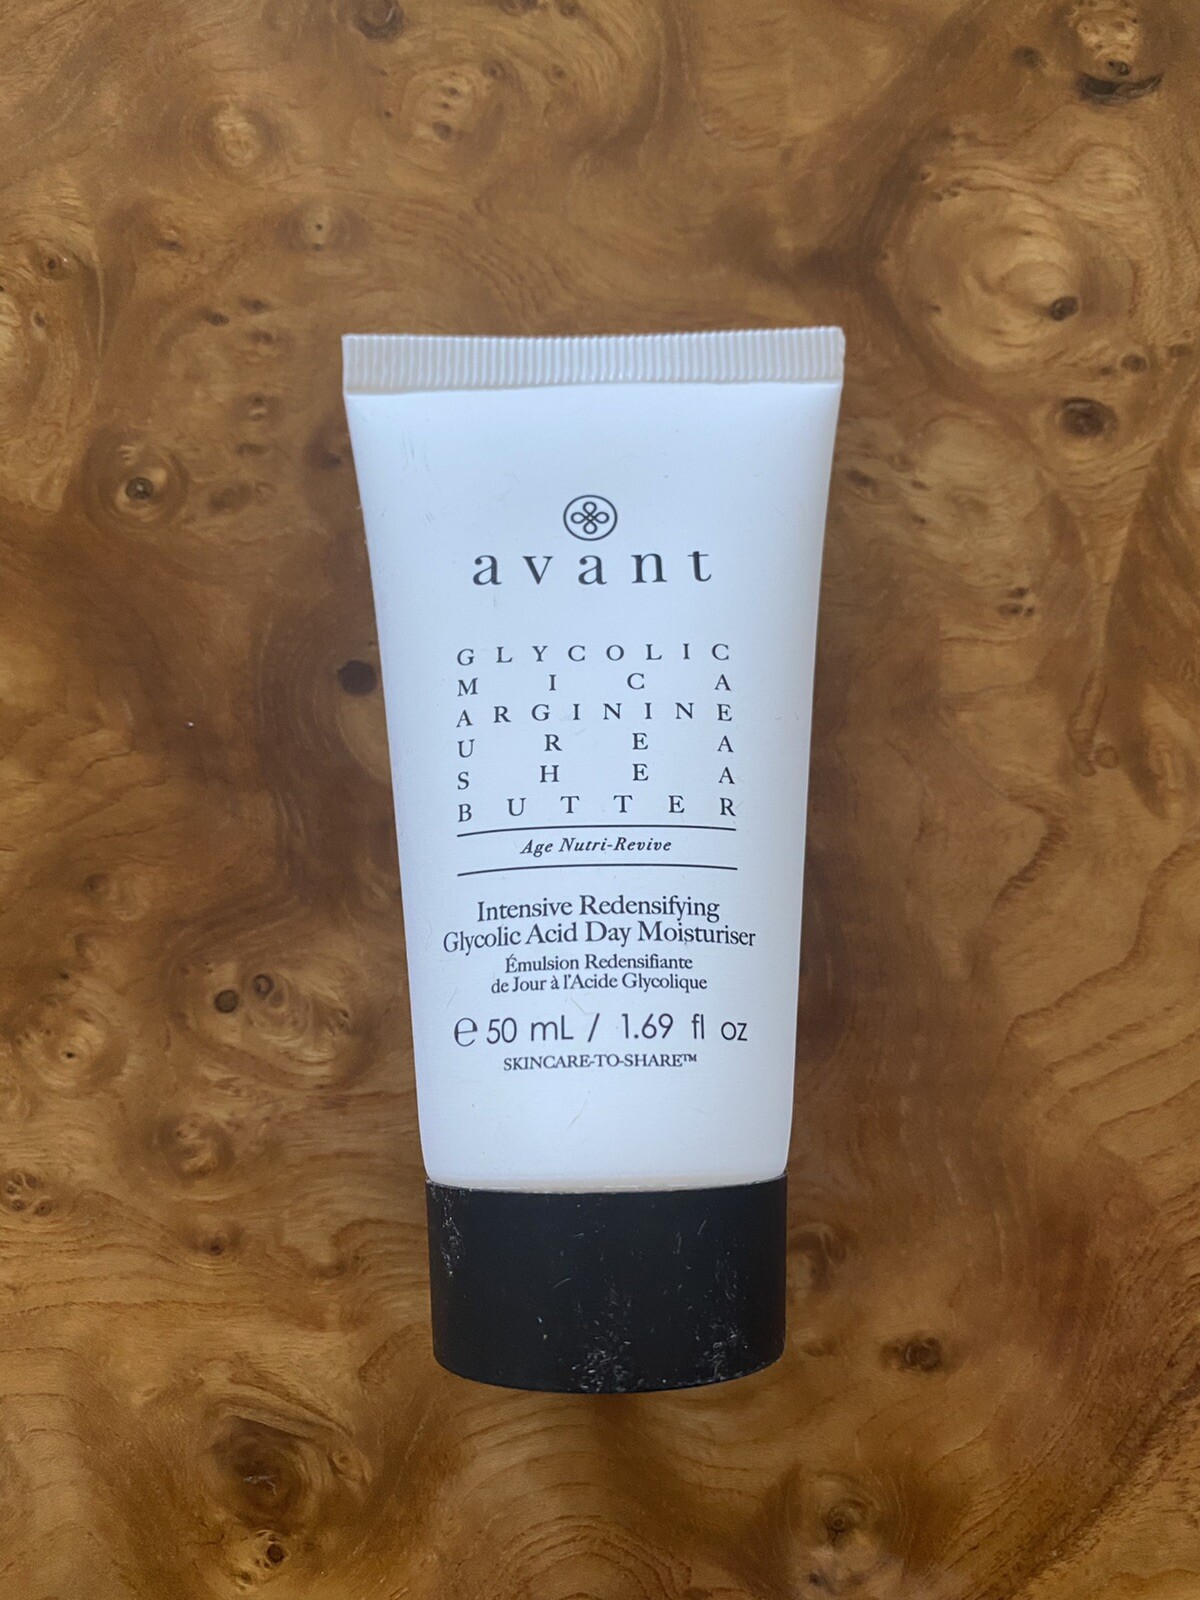 avant
GLYCOLIC
M I C A
ARGININE
U R E A
S H E A
BUTTER
Age Nutri-Revive
Intensive Redensifying
Glycolic Acid Day Moisturiser
Émulsion Redensifiante
de Jour à l'Acide Glycolique
℮ 50 mL / 1.69 fl oz
SKINCARE-TO-SHARE™